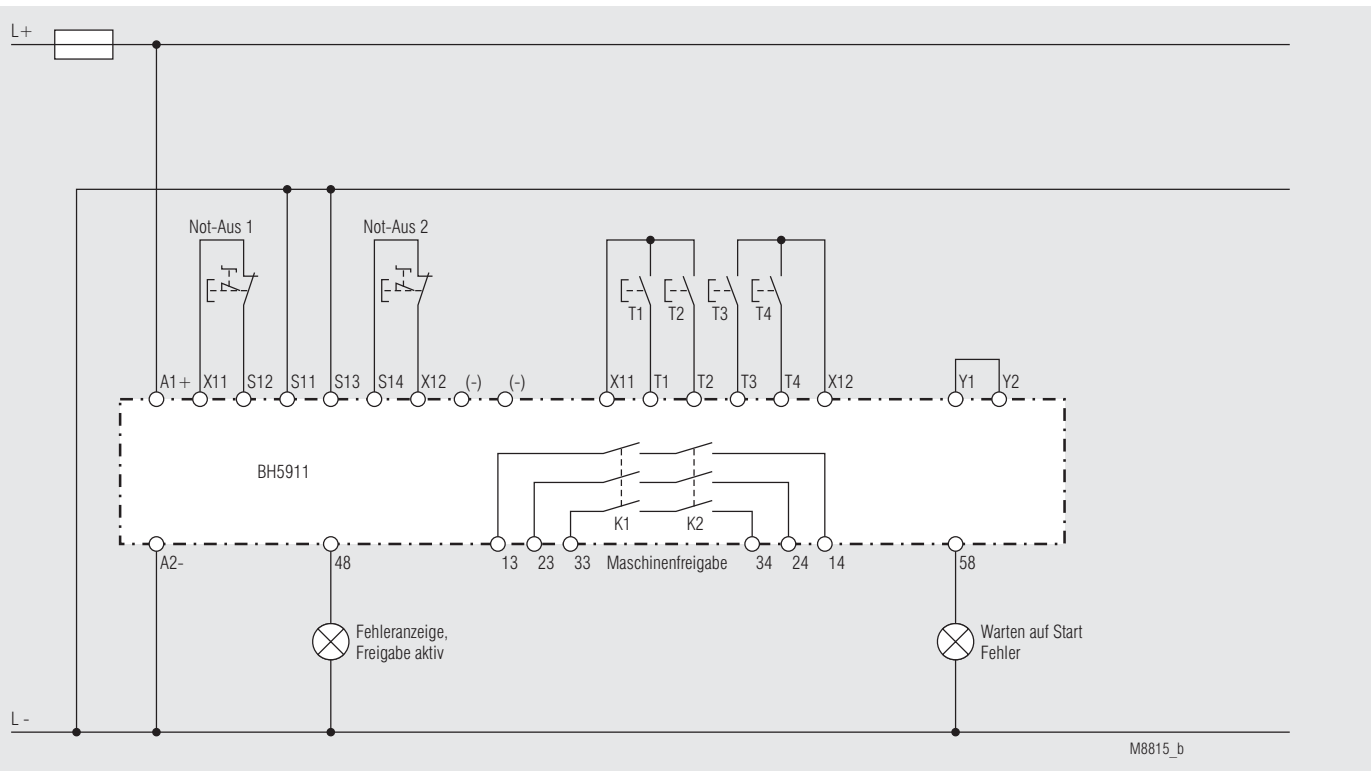 L+
Not-Aus 1
Not-Aus 2
T1
T2
T3
T4
A1+
X11
S12
S11
S13
S14
X12
(-)
(-)
X11
T1
T2
T3
T4
X12
Y1
Y2
BH5911
K1
K2
A2-
48
13
23
33
Maschinenfreigabe
34
24
14
58
Fehleranzeige,
Freigabe aktiv
Warten auf Start
Fehler
L -
M8815_b